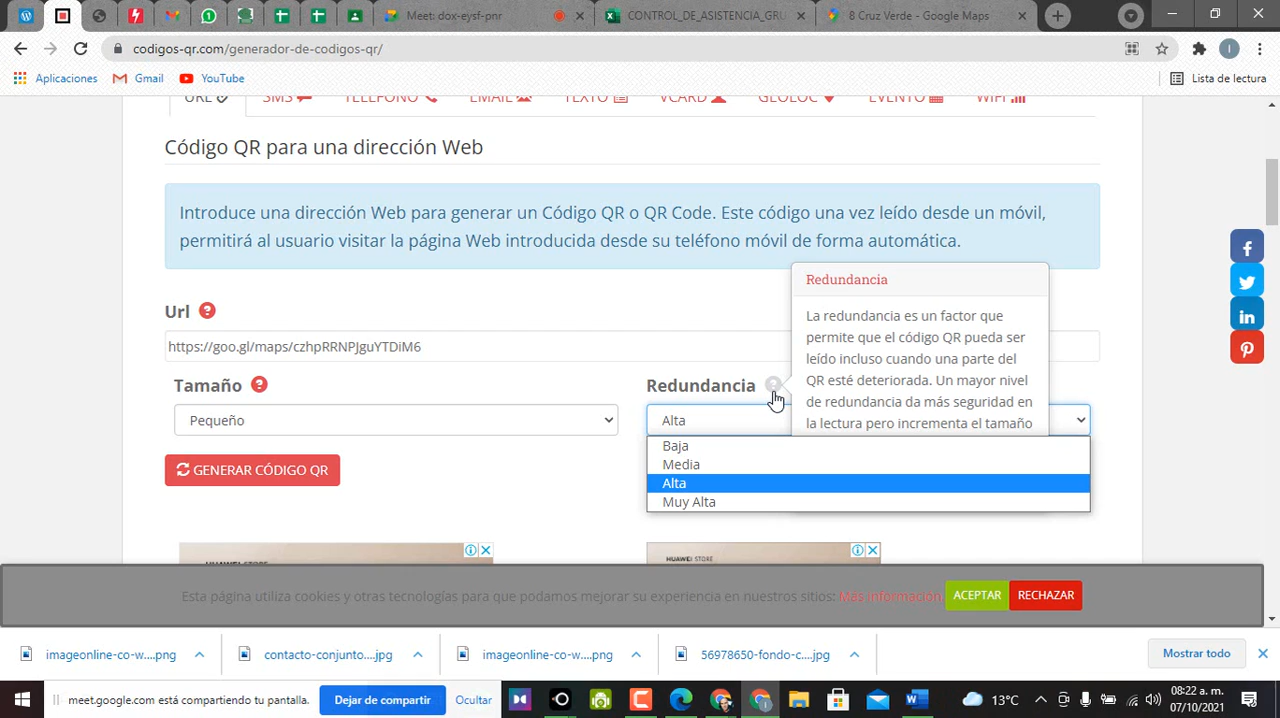 Meet: dox-eysf-pnr
CONTROL_DE_ASISTENCIA_GRU
8 Cruz Verde - Google Maps
codigos-qr.com/generador-de-codigos-qr/
Aplicaciones
Gmail
YouTube
Lista de lectura
URL
SMS
TELÉFONO
EMAIL
TEXTO
VCARD
GEOLOC
EVENTO
WIFI
Código QR para una dirección Web
Introduce una dirección Web para generar un Código QR o QR Code. Este código una vez leído desde un móvil,
permitirá al usuario visitar la página Web introducida desde su teléfono móvil de forma automática.
Url ?
https://goo.gl/maps/czhpRRNPJguYTDiM6
Redundancia
La redundancia es un factor que
permite que el código QR pueda ser
leído incluso cuando una parte del
QR esté deteriorada. Un mayor nivel
de redundancia da más seguridad en
la lectura pero incrementa el tamaño
Tamaño ?
Redundancia ?
Pequeño
Alta
Baja
Media
Alta
Muy Alta
GENERAR CÓDIGO QR
HUAWEI STORE
HUAWEI STORE
Esta página utiliza cookies y otras tecnologías para que podamos mejorar su experiencia en nuestros sitios: Más información.
ACEPTAR
RECHAZAR
imageonline-co-w....png
contacto-conjunto....jpg
imageonline-co-w....png
56978650-fondo-c....jpg
Mostrar todo
meet.google.com está compartiendo tu pantalla.
Dejar de compartir
Ocultar
13°C
08:22 a. m.
07/10/2021